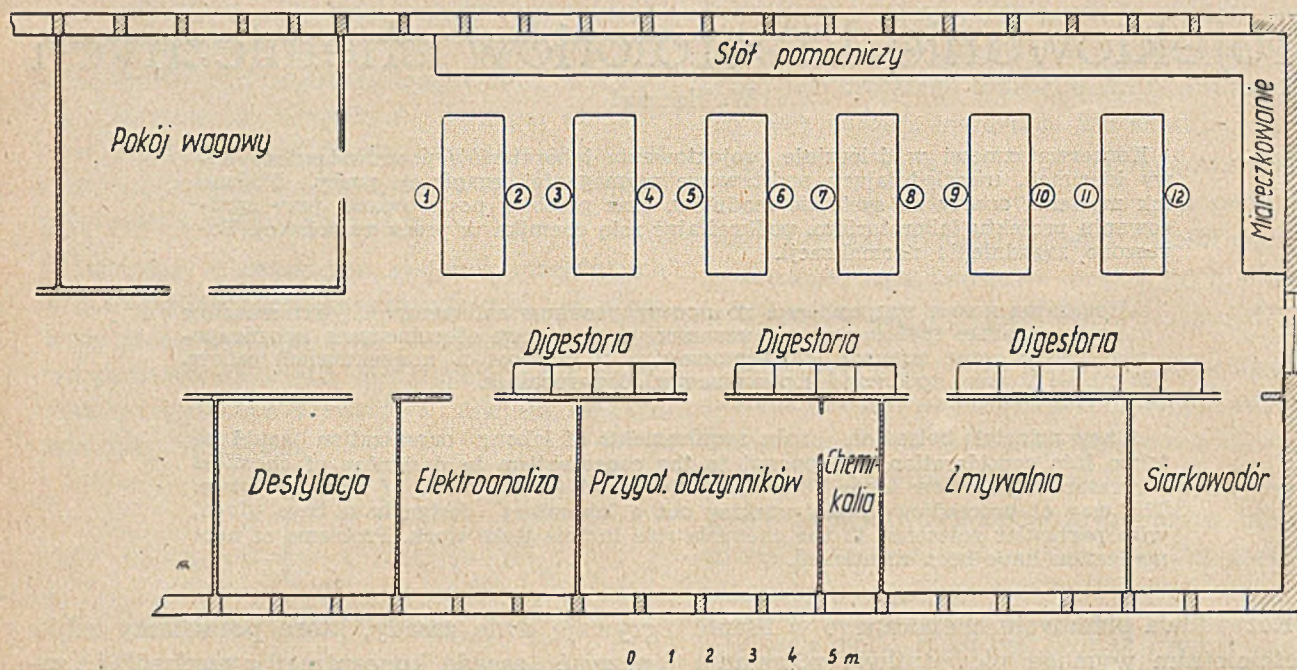 Stół pomocniczy
Pokój wagowy
Miareczkowanie
1 2 3 4 5 6 7 8 9 10 11 12
Digestoria Digestoria Digestoria
Destylacja
Elektroanaliza
Przygot. odczynników
Chemi-
kalia
Zmywalnia
Siarkowodór
0 1 2 3 4 5 m